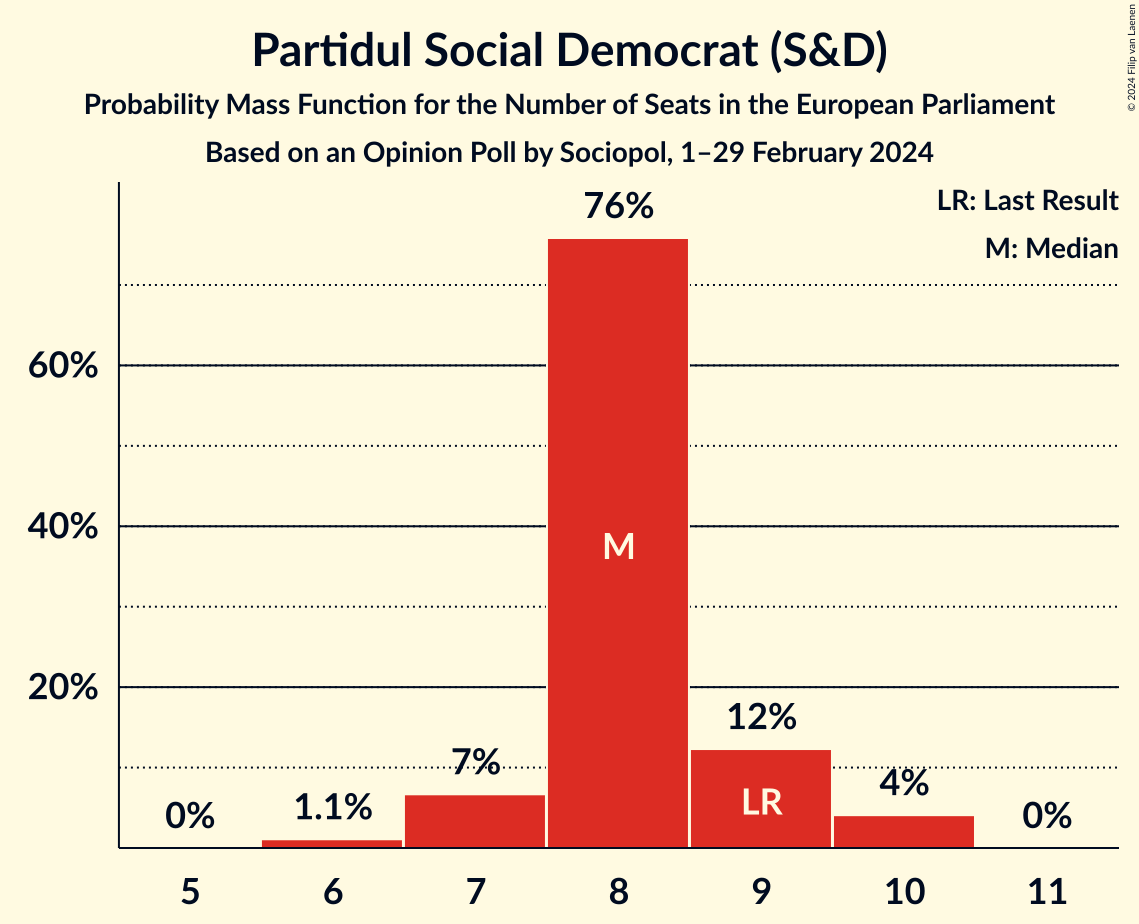 Partidul Social Democrat (S&D)
Probability Mass Function for the Number of Seats in the European Parliament
Based on an Opinion Poll by Sociopol, 1–29 February 2024
© 2024 Filip van Laenen
LR: Last Result
M: Median
76%
60%
40%
M
20%
12%
7%
4%
LR
1.1%
0%
0%
5 6 7 8 9 10 11